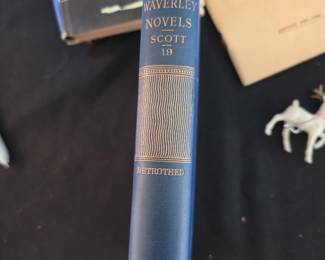 WAVERLEY
NOVELS
SCOTT
19
BETROTHED